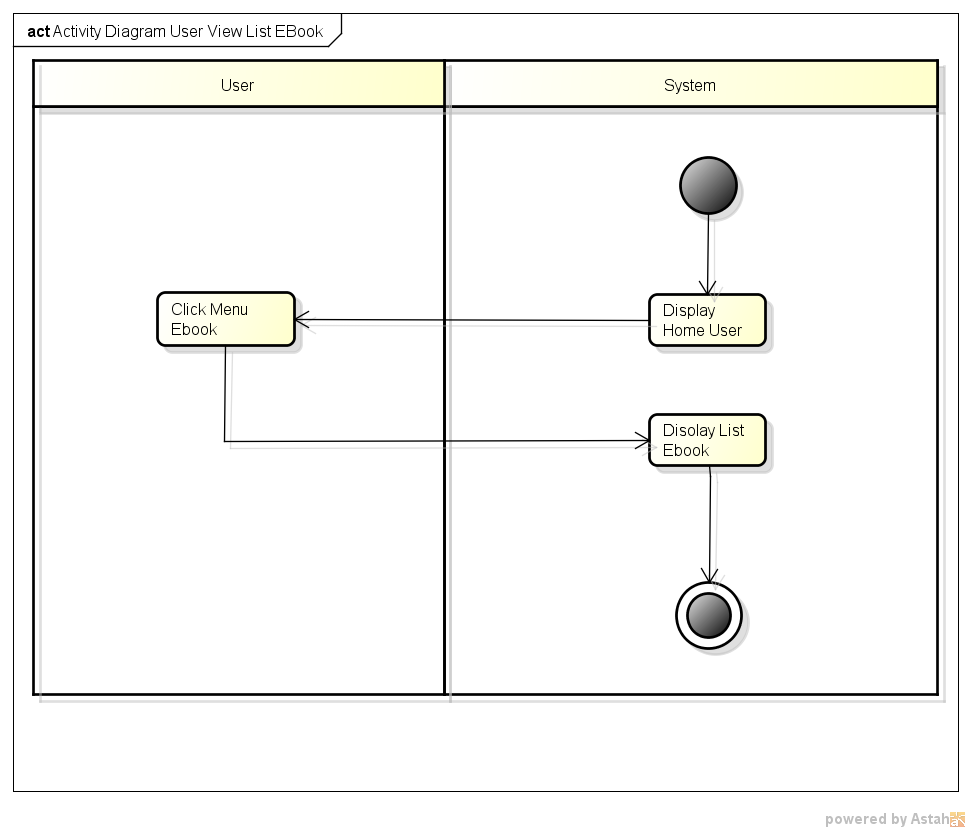 act Activity Diagram User View List EBook
User
System
Click Menu
Ebook
Display
Home User
Disolay List
Ebook
powered by Astah